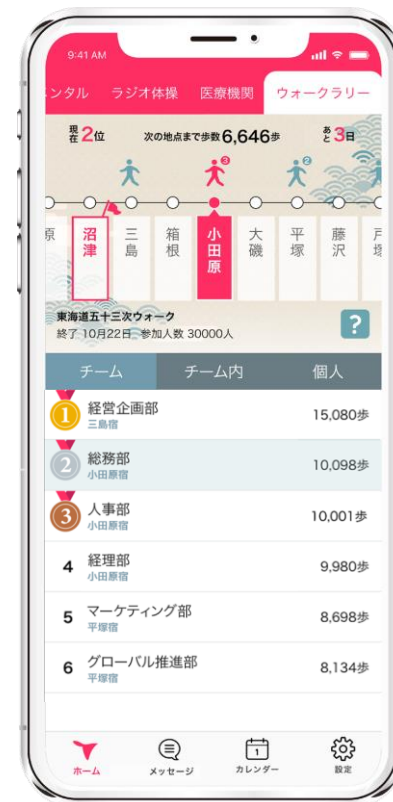 9:41 AM
ンタル ラジオ体操 医療機関 ウォークラリー
現在2位 次の地点まで歩数6,646歩 あと3日
3 2
原 沼津 三島 箱根 小田原 大磯 平塚 藤沢 戸塚
東海道五十三次ウォーク
終了 10月22日 参加人数 30000人
?
チーム チーム内 個人
1 経営企画部 15,080歩
三島宿
2 総務部 10,098歩
小田原宿
3 人事部 10,001歩
小田原宿
4 経理部 9,980歩
小田原宿
5 マーケティング部 8,698歩
平塚宿
6 グローバル推進部 8,134歩
平塚宿
1
ホーム メッセージ カレンダー 設定